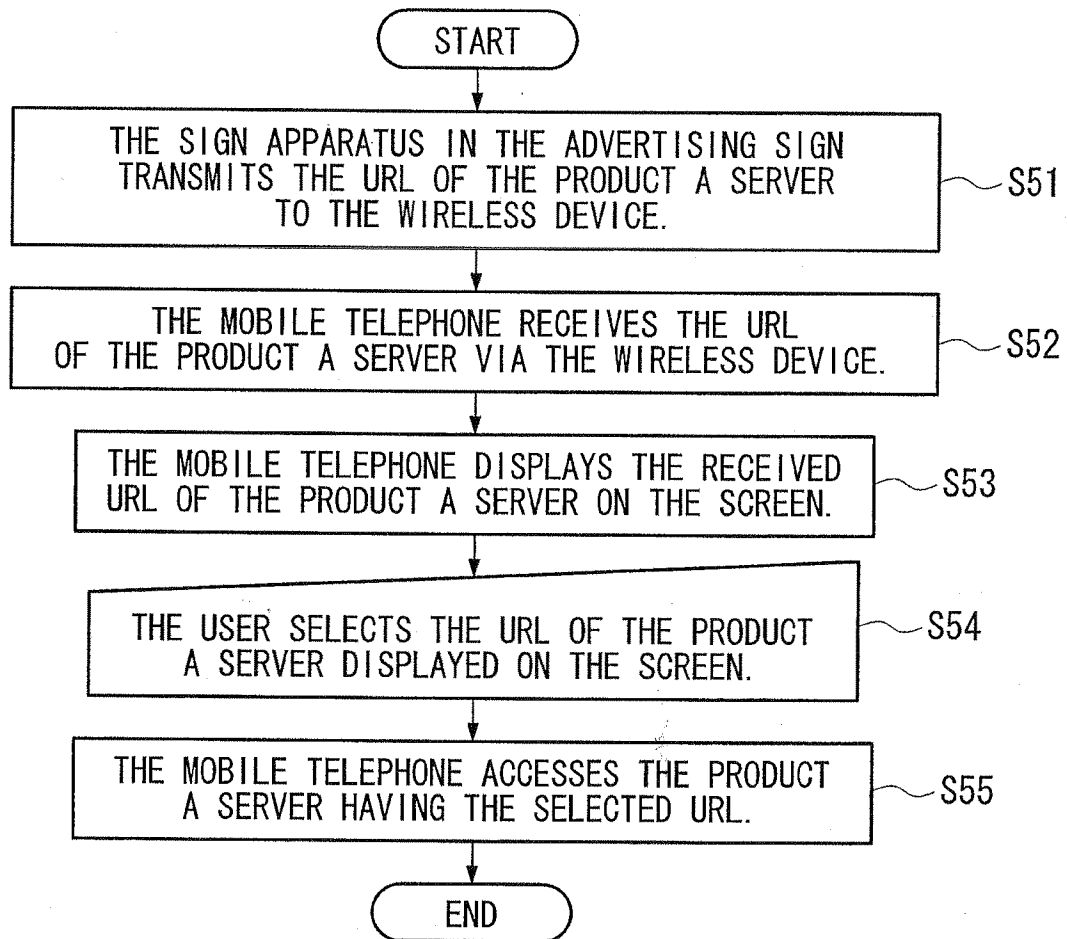 START
THE SIGN APPARATUS IN THE ADVERTISING SIGN
TRANSMITS THE URL OF THE PRODUCT A SERVER
TO THE WIRELESS DEVICE.
S51
THE MOBILE TELEPHONE RECEIVES THE URL
OF THE PRODUCT A SERVER VIA THE WIRELESS DEVICE.
S52
THE MOBILE TELEPHONE DISPLAYS THE RECEIVED
URL OF THE PRODUCT A SERVER ON THE SCREEN.
S53
THE USER SELECTS THE URL OF THE PRODUCT
A SERVER DISPLAYED ON THE SCREEN.
S54
THE MOBILE TELEPHONE ACCESSES THE PRODUCT
A SERVER HAVING THE SELECTED URL.
S55
END